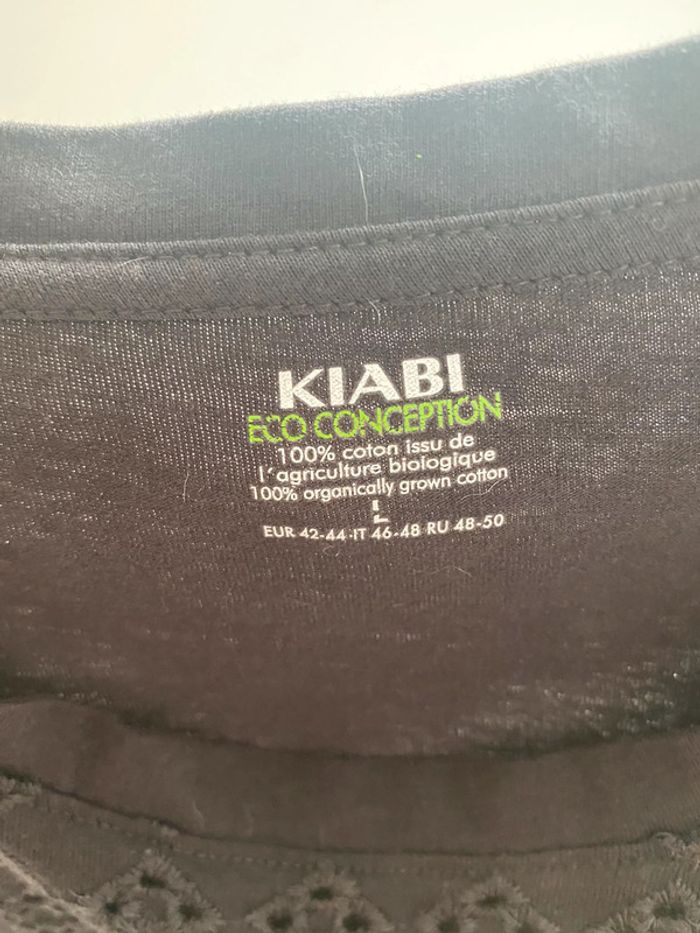 KIABI
ECO CONCEPTION
100% coton issu de
l'agriculture biologique
100% organically grown cotton
L
EUR 42-44·IT 46-48 RU 48-50